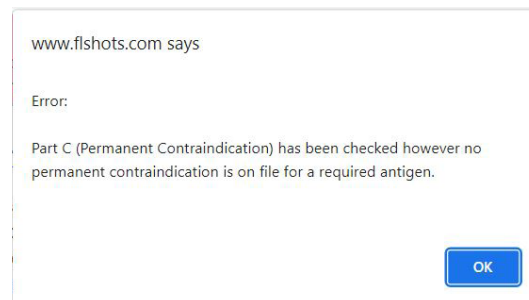 www.flshots.com says
Error:
Part C (Permanent Contraindication) has been checked however no
permanent contraindication is on file for a required antigen.
OK